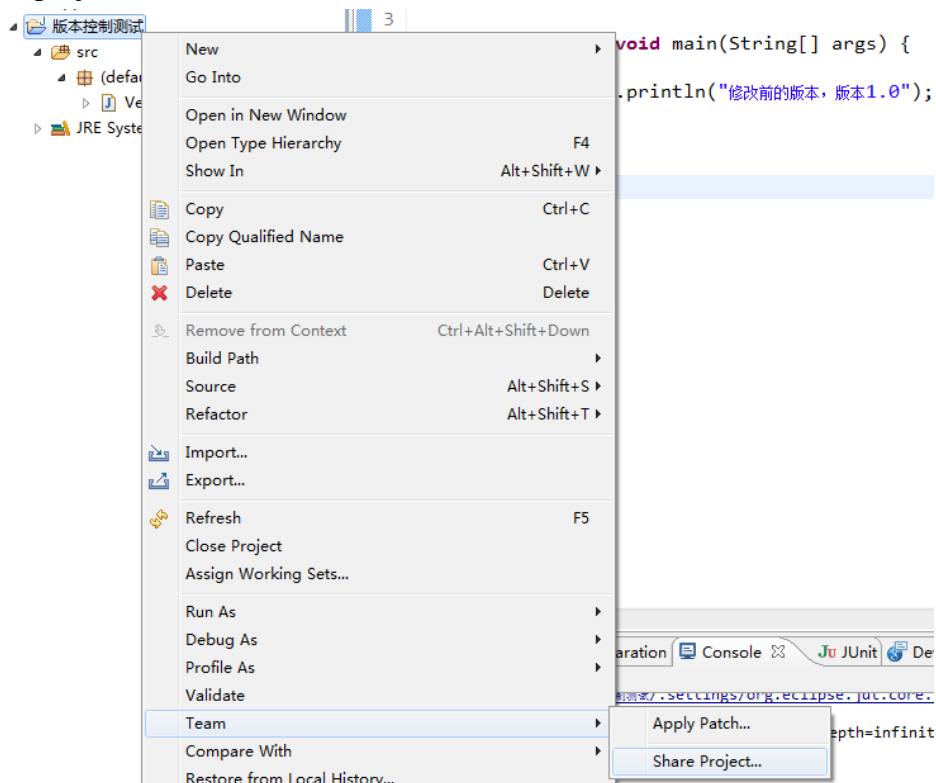 版本控制测试
3
src
void main(String[] args) {
New
Go Into
(defau
.println("修改前的版本，版本1.0");
Ve
Open in New Window
JRE Syste
Open Type Hierarchy F4
Show In Alt+Shift+W
Copy Ctrl+C
Copy Qualified Name
Paste Ctrl+V
Delete Delete
Remove from Context Ctrl+Alt+Shift+Down
Build Path
Source Alt+Shift+S
Refactor Alt+Shift+T
Import...
Export...
Refresh F5
Close Project
Assign Working Sets...
Run As
Debug As
aration Console Ju JUnit De
Profile As
Validate
/.settings/org.eclipse.jdt.core.
Team
Apply Patch...
epth=infinit
Compare With
Share Project...
Restore from Local History...